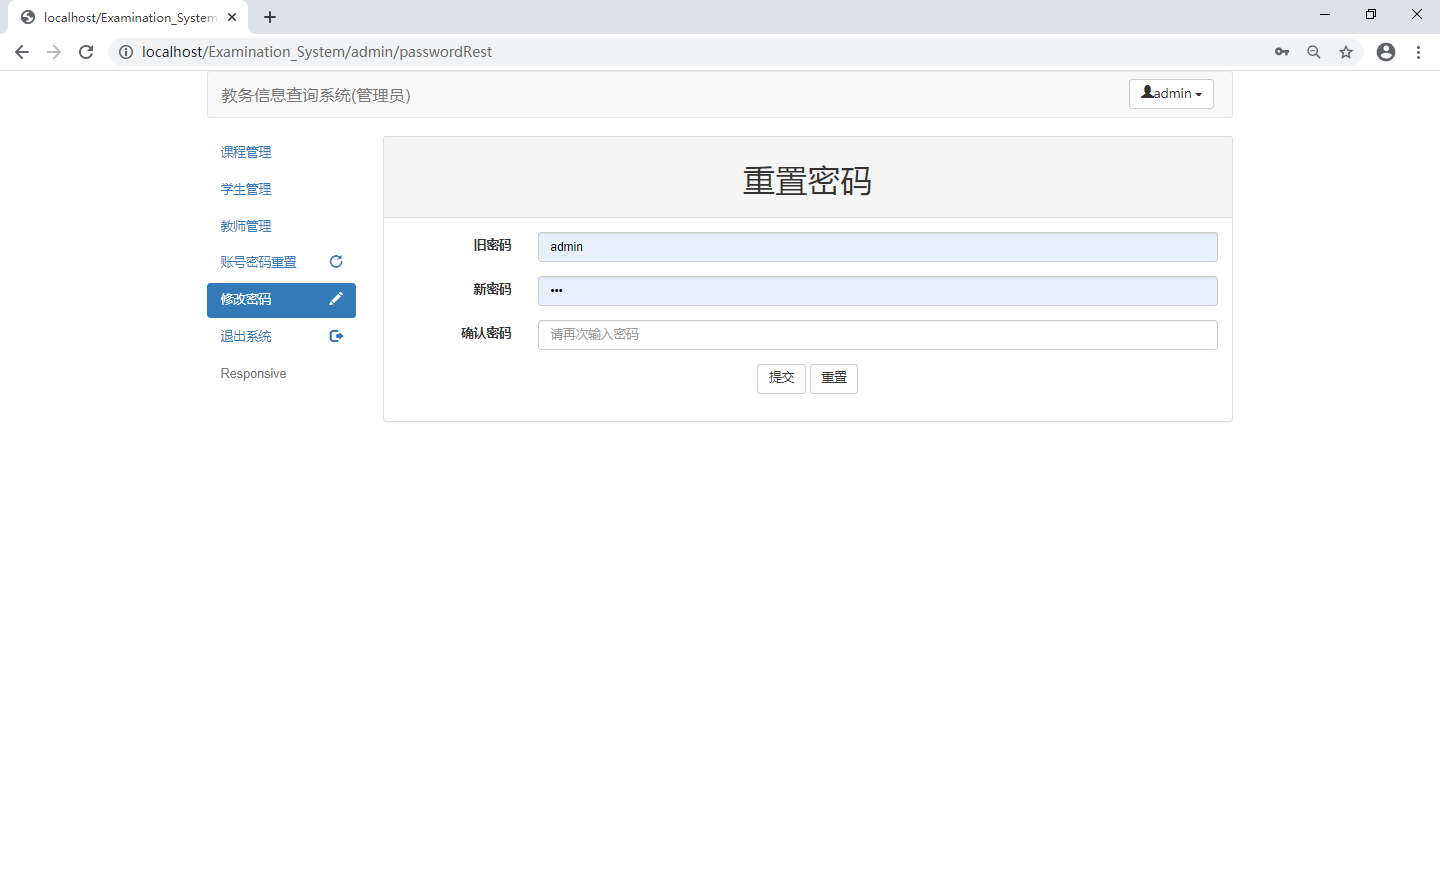 localhost/Examination_System
localhost/Examination_System/admin/passwordRest
教务信息查询系统(管理员)
admin
课程管理
学生管理
教师管理
账号密码重置
修改密码
退出系统
Responsive
重置密码
旧密码 admin
新密码 •••
确认密码 请再次输入密码
提交 重置